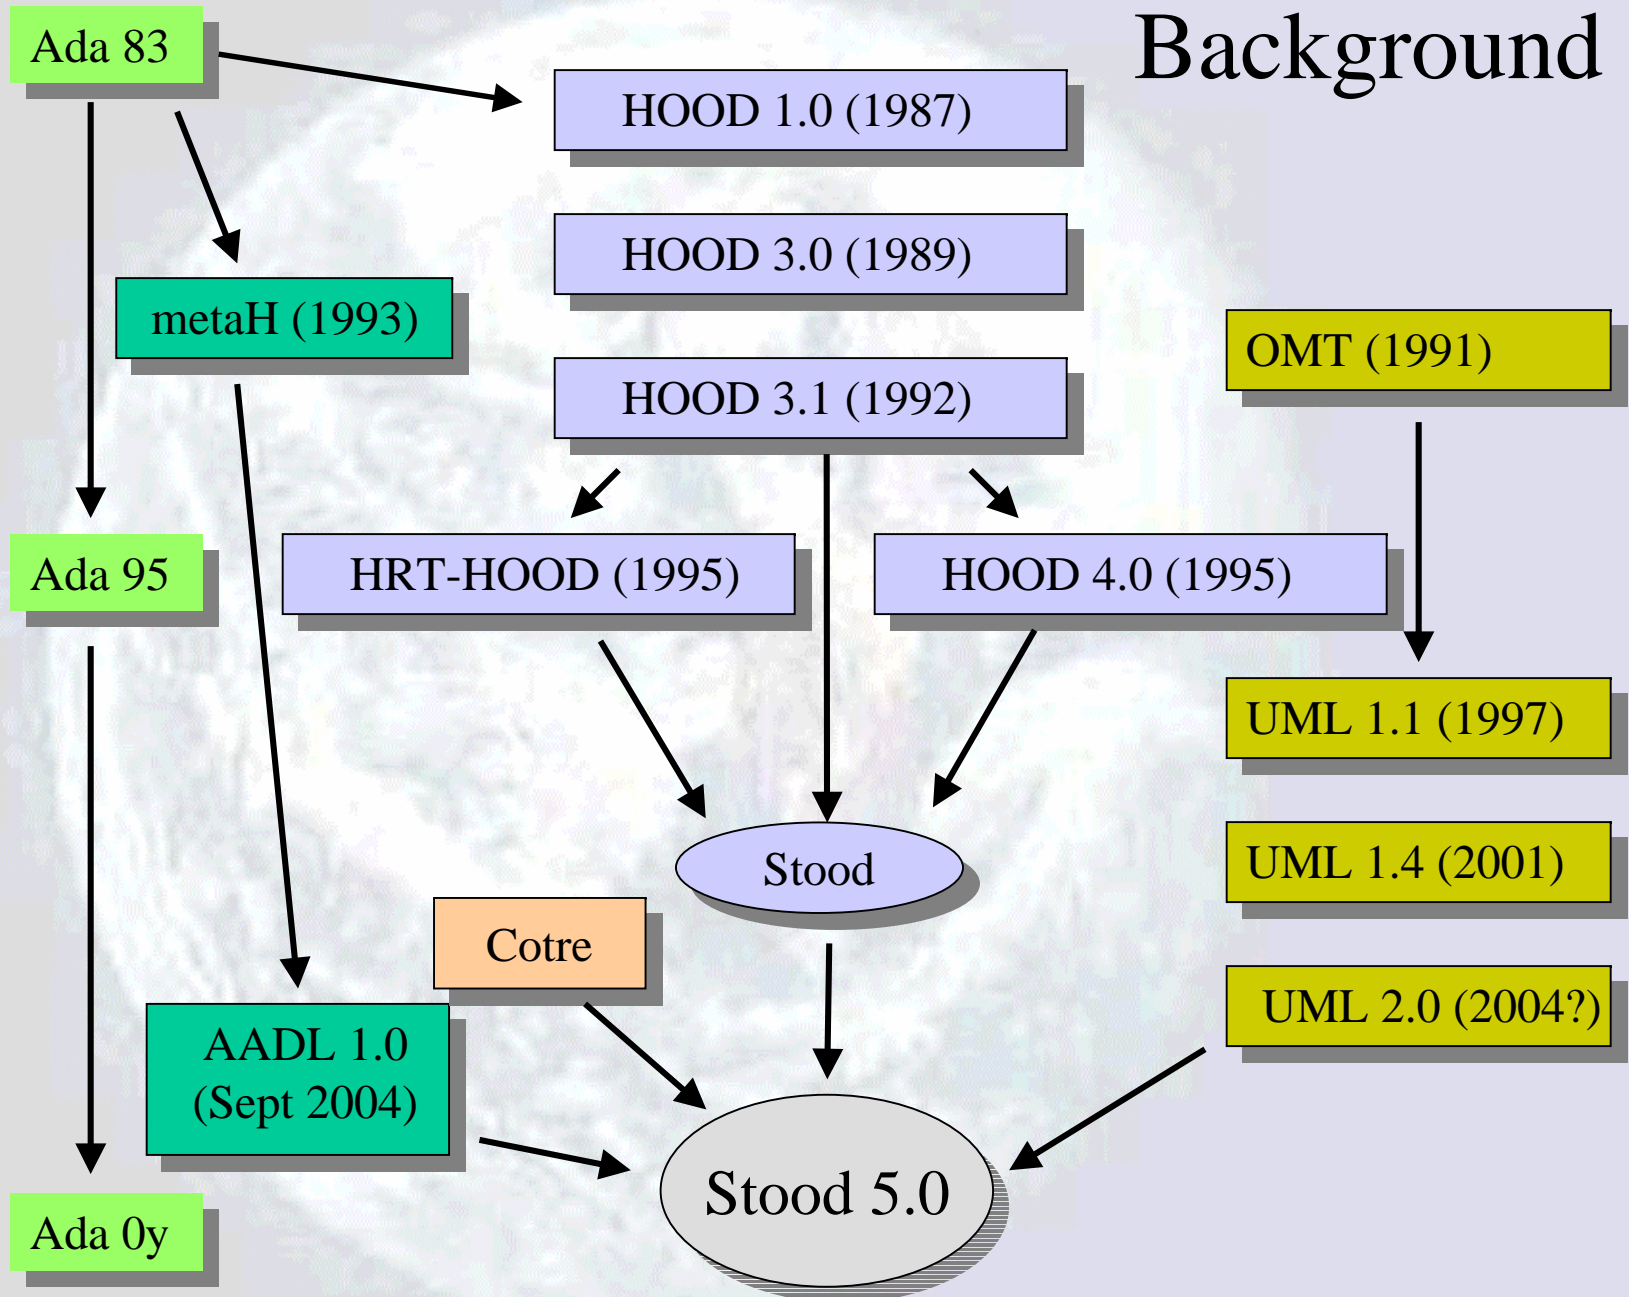 Background
Ada 83
HOOD 1.0 (1987)
HOOD 3.0 (1989)
metaH (1993)
OMT (1991)
HOOD 3.1 (1992)
Ada 95
HRT-HOOD (1995)
HOOD 4.0 (1995)
UML 1.1 (1997)
Stood
UML 1.4 (2001)
Cotre
UML 2.0 (2004?)
AADL 1.0
(Sept 2004)
Stood 5.0
Ada 0y